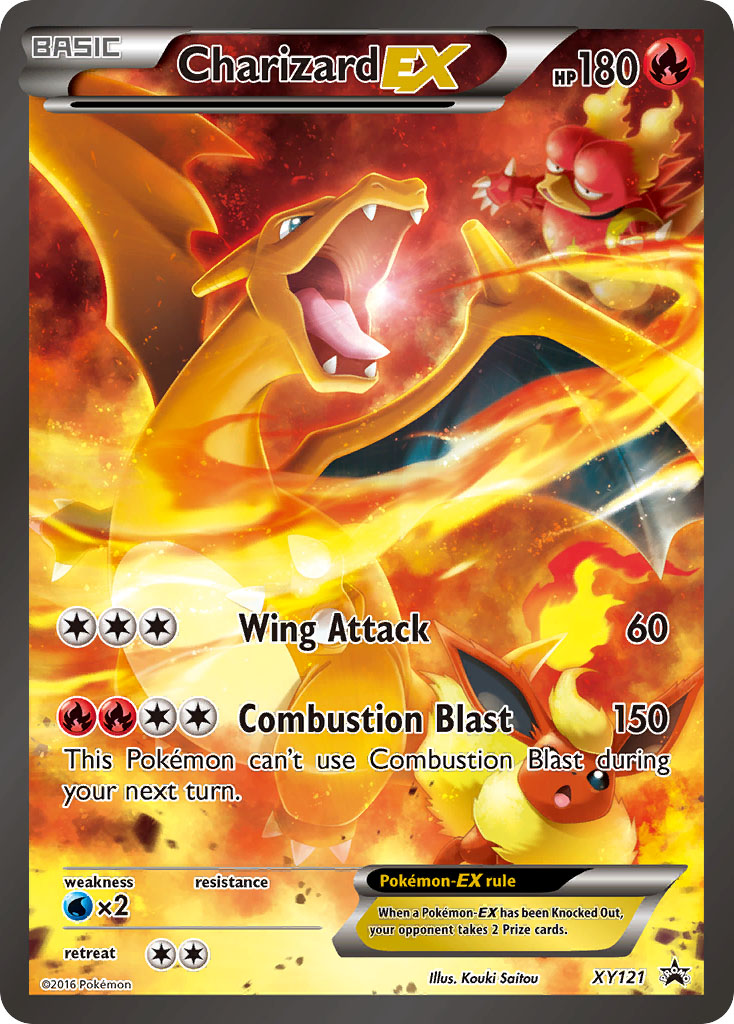 BASIC
Charizard EX
HP 180
Wing Attack 60
Combustion Blast 150
This Pokémon can't use Combustion Blast during
your next turn.
weakness resistance
×2
retreat
Pokémon-EX rule
When a Pokémon-EX has been Knocked Out,
your opponent takes 2 Prize cards.
©2016 Pokémon
Illus. Kouki Saitou
XY121
PROMO